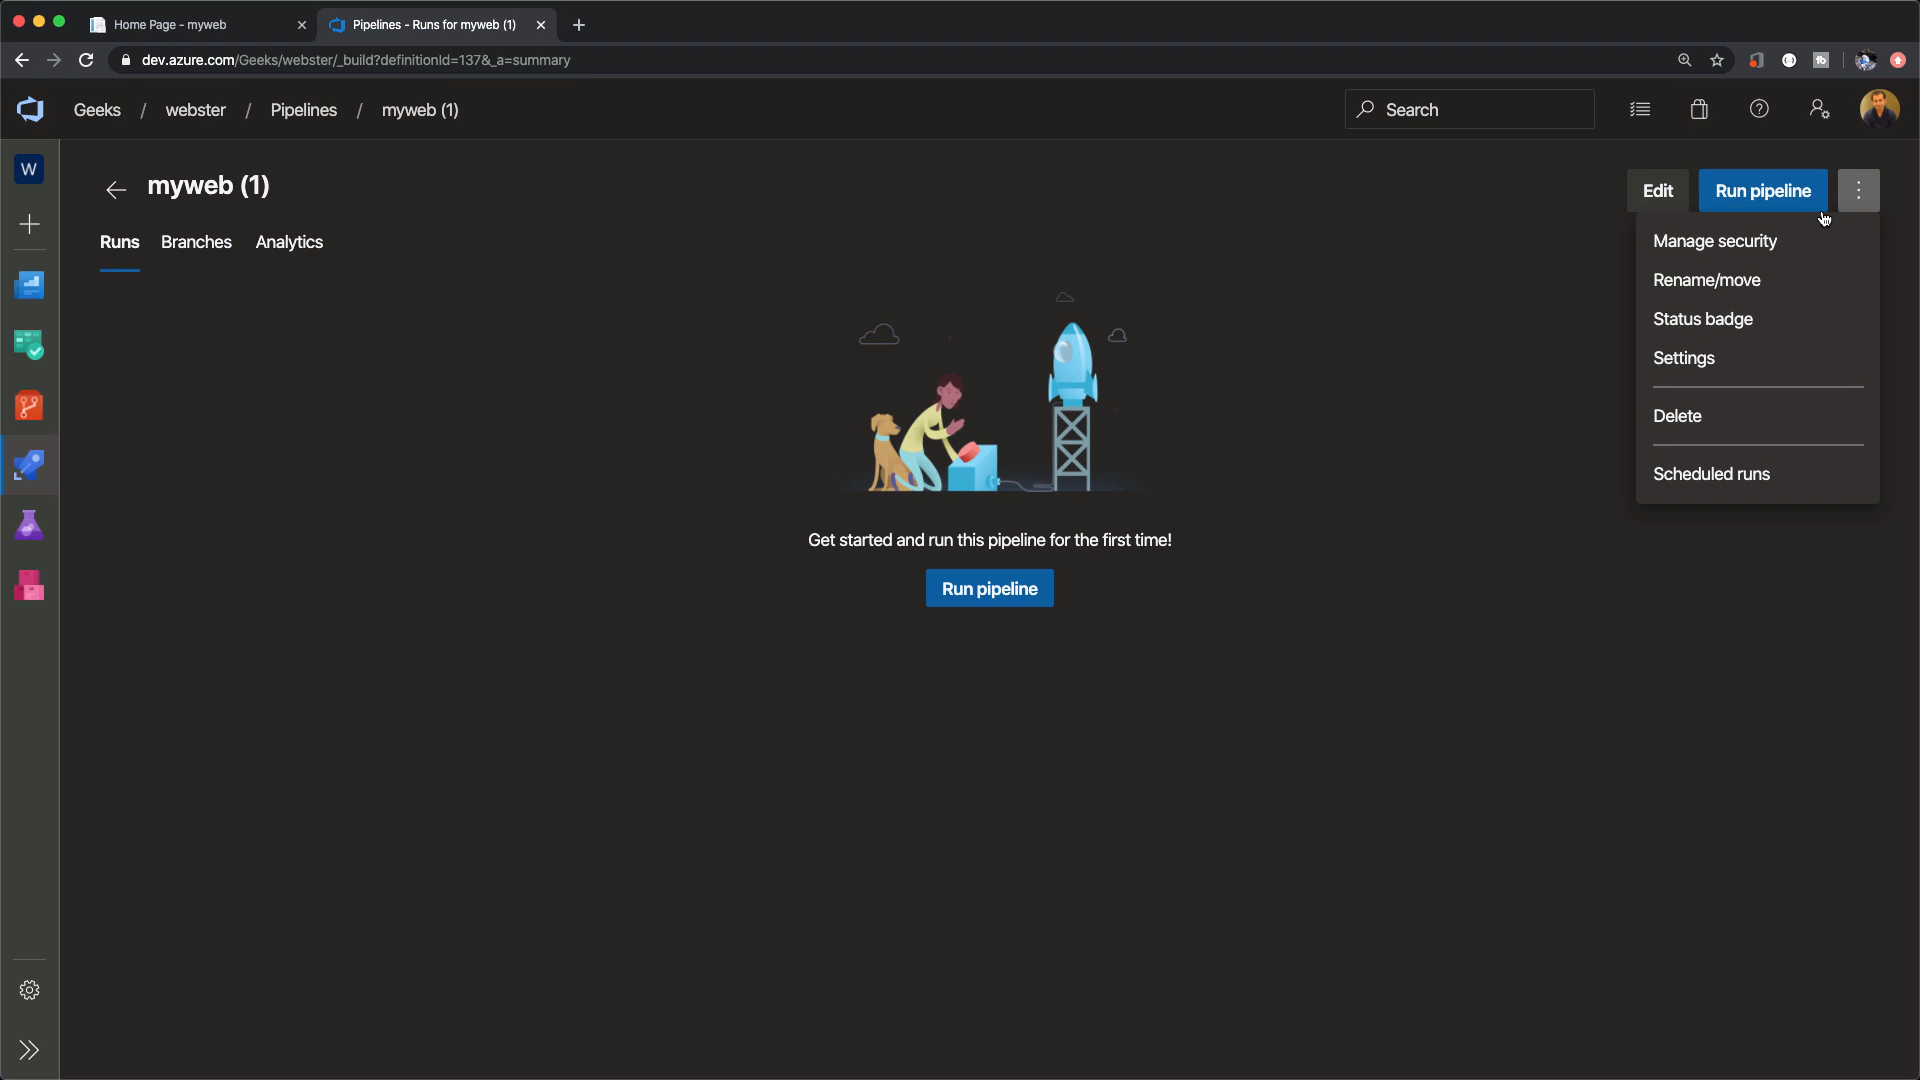 Home Page - myweb
Pipelines - Runs for myweb (1)
dev.azure.com/Geeks/webster/_build?definitionId=137&_a=summary
Geeks / webster / Pipelines / myweb (1)
Search
W
myweb (1)
Edit
Run pipeline
Runs
Branches
Analytics
Manage security
Rename/move
Status badge
Settings
Delete
Scheduled runs
Get started and run this pipeline for the first time!
Run pipeline